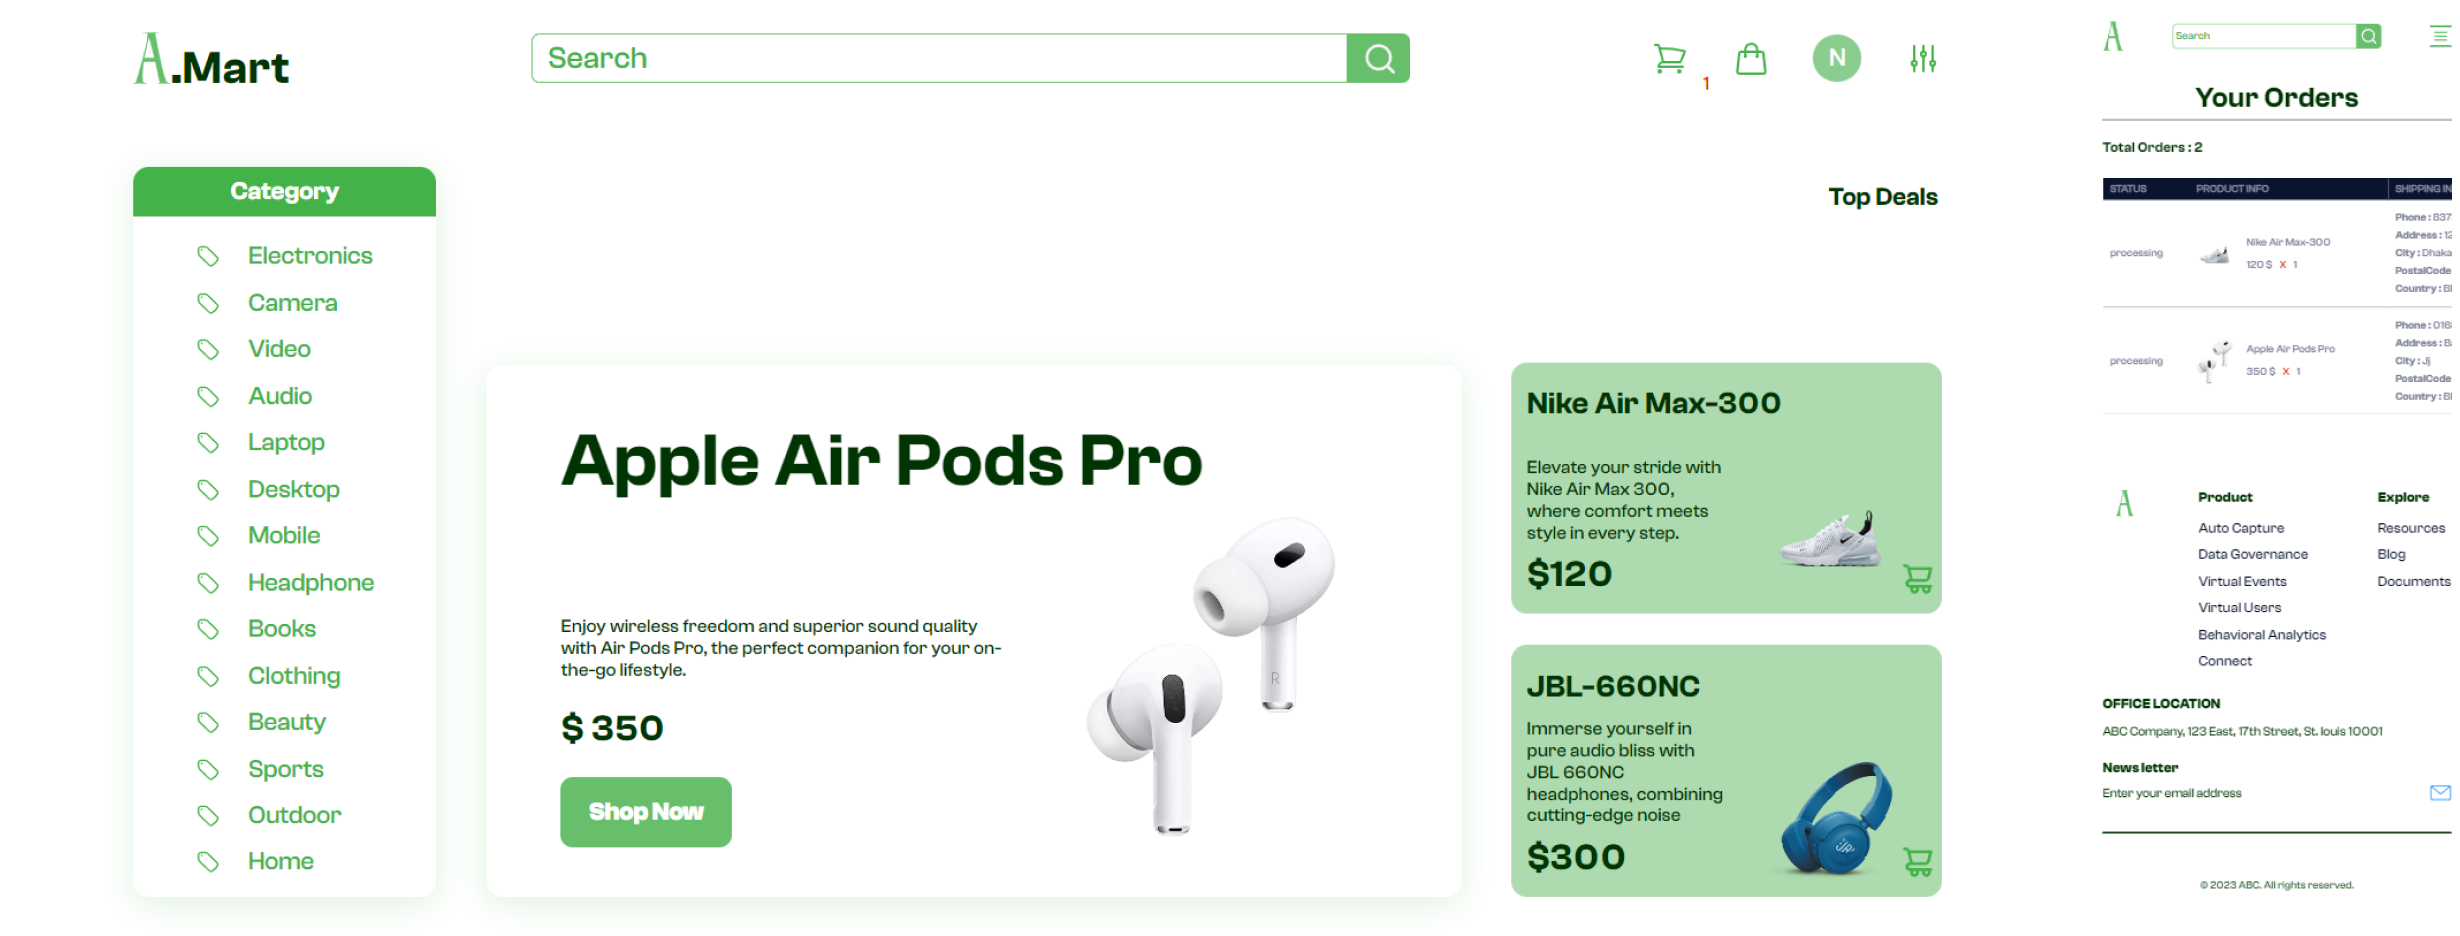 A.Mart
Search
1
N
Category
Electronics
Camera
Video
Audio
Laptop
Desktop
Mobile
Headphone
Books
Clothing
Beauty
Sports
Outdoor
Home
Top Deals
Apple Air Pods Pro
Enjoy wireless freedom and superior sound quality
with Air Pods Pro, the perfect companion for your on-
the-go lifestyle.
$ 350
Shop Now
R
Nike Air Max-300
Elevate your stride with
Nike Air Max 300,
where comfort meets
style in every step.
$120
JBL-660NC
Immerse yourself in
pure audio bliss with
JBL 660NC
headphones, combining
cutting-edge noise
$300
A
Search
Your Orders
Total Orders : 2
STATUS PRODUCT INFO SHIPPING IN
processing
Nike Air Max-300
120 $ X 1
Phone : 837
Address : 12
City : Dhaka
PostalCode
Country :
processing
Apple Air Pods Pro
350 $ X 1
Phone : 016
Address :
City : Jj
PostalCode
Country :
A
Product
Auto Capture
Data Governance
Virtual Events
Virtual Users
Behavioral Analytics
Connect
Explore
Resources
Blog
Documents
OFFICE LOCATION
ABC Company, 123 East, 17th Street, St. louis 10001
News letter
Enter your email address
© 2023 ABC. All rights reserved.